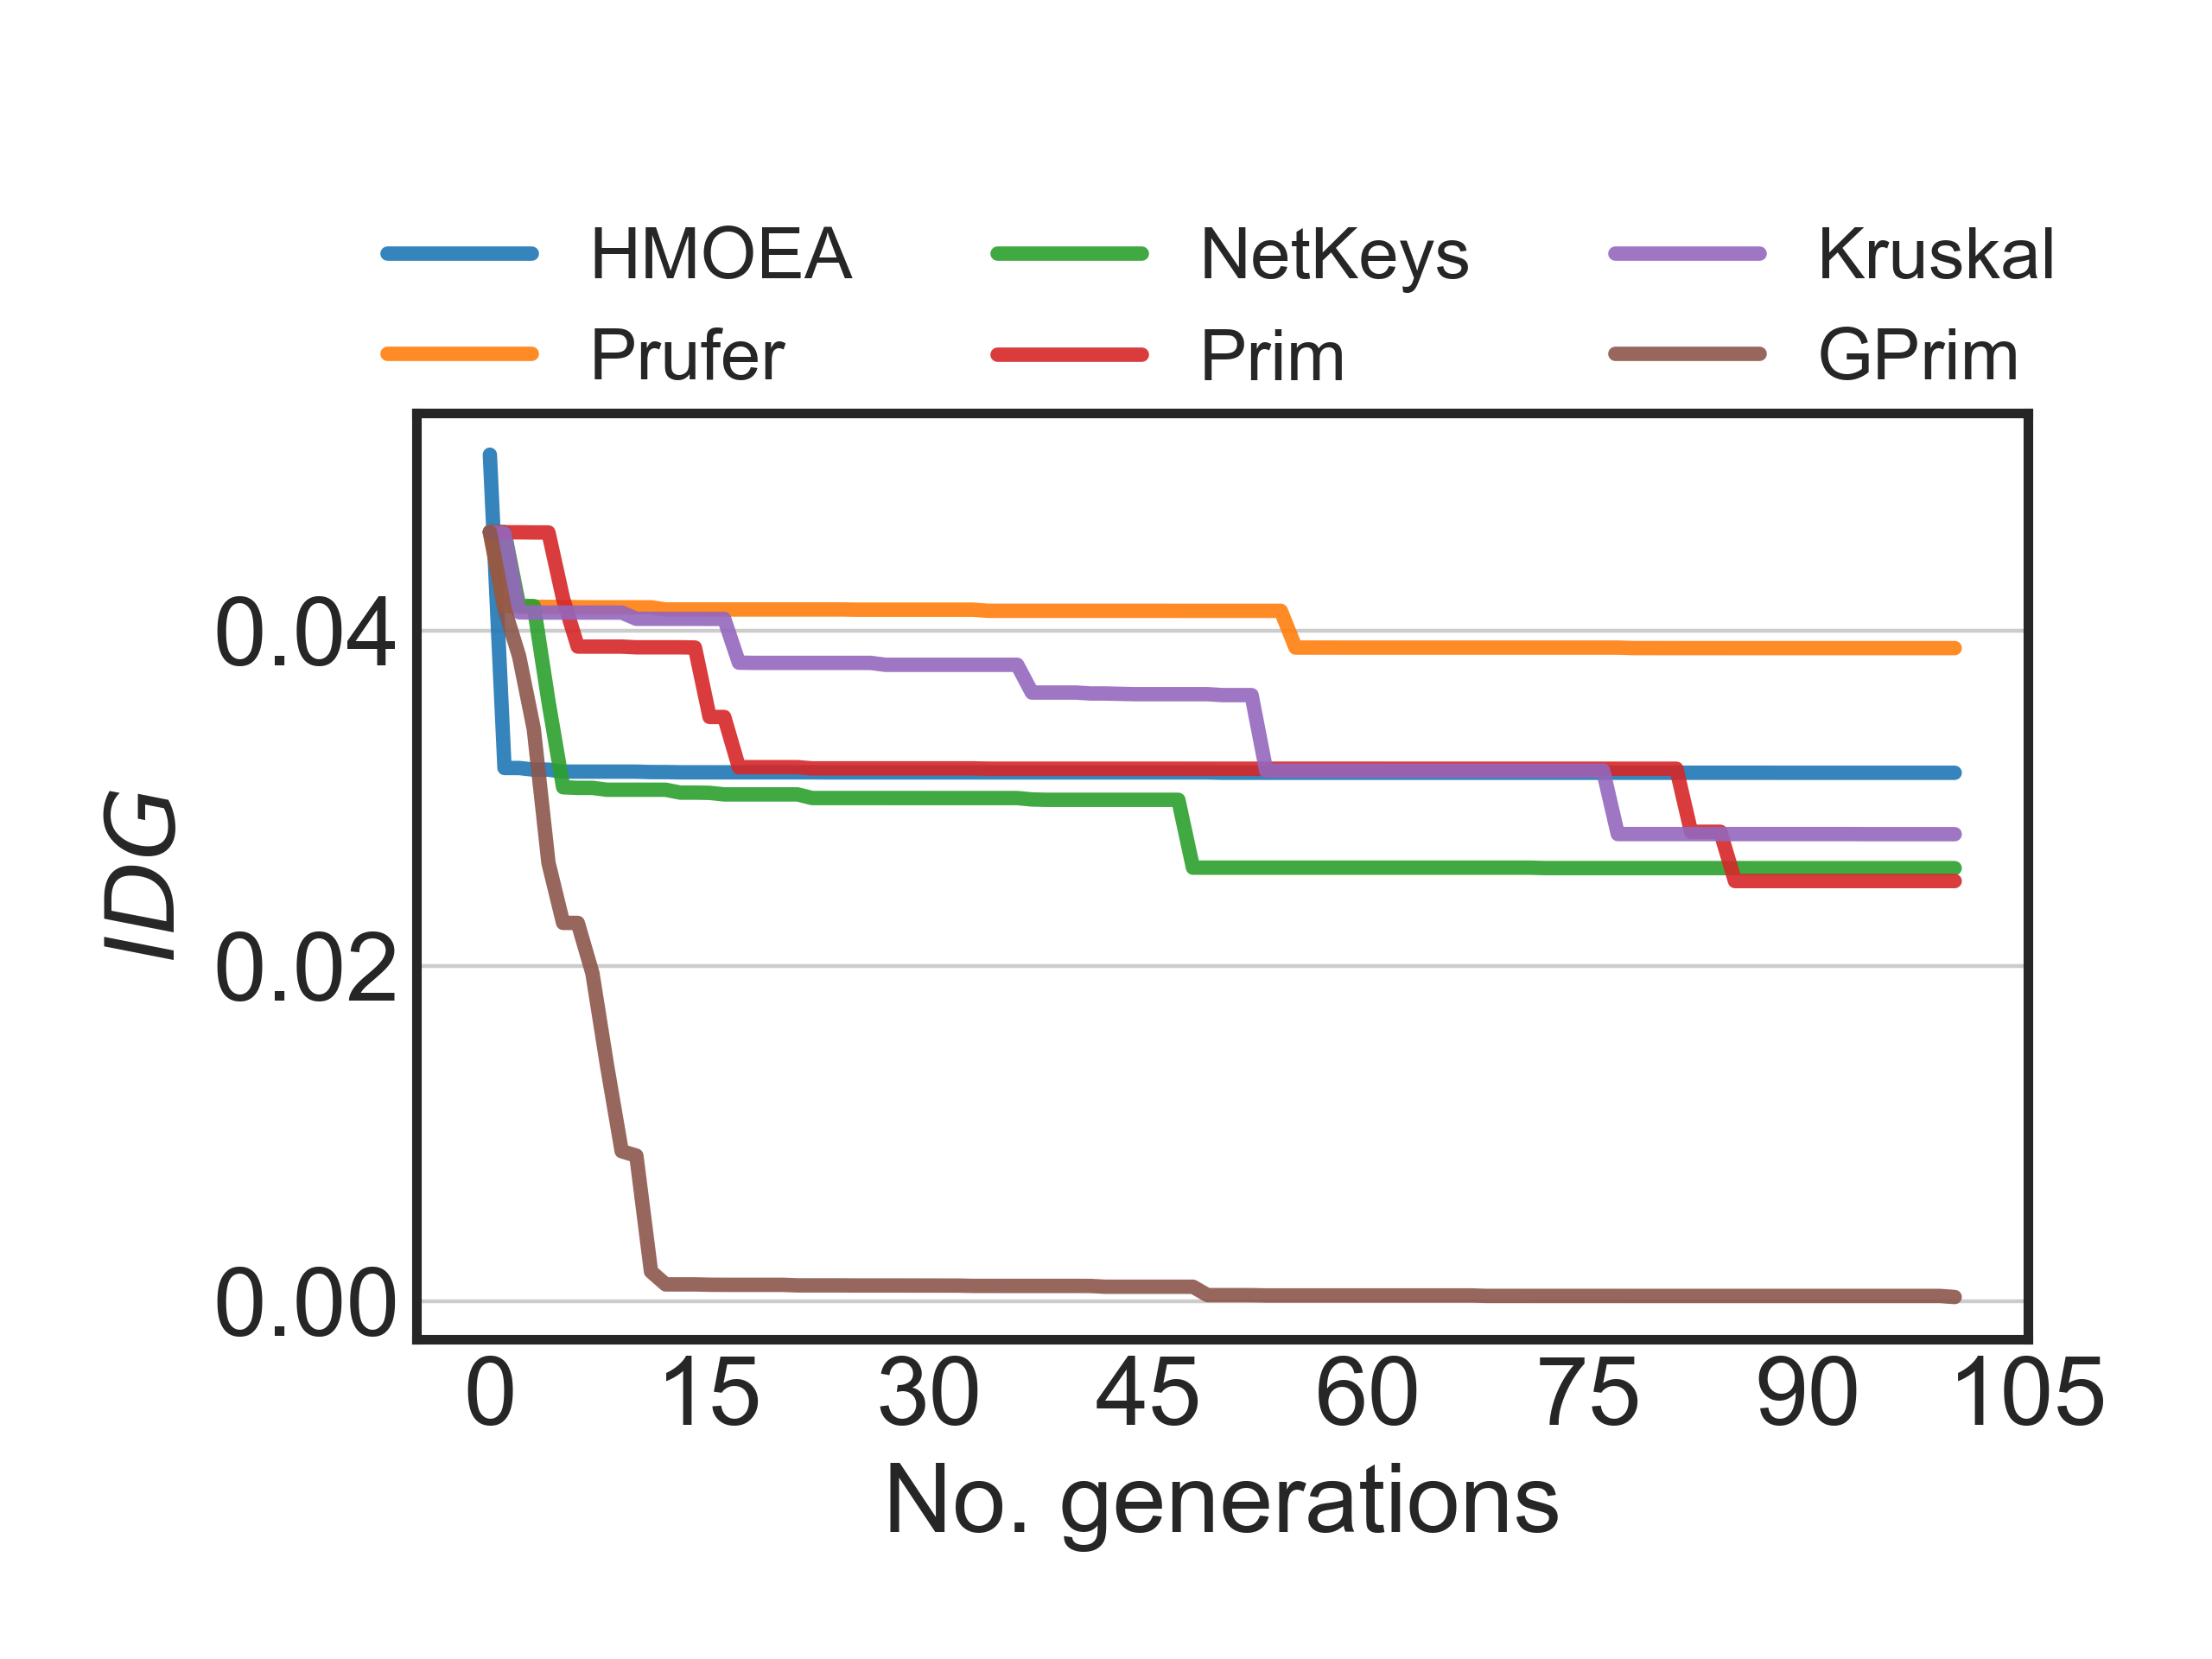 HMOEA NetKeys Kruskal
Prufer Prim GPrim
0.04
0.02
0.00
IDG
0 15 30 45 60 75 90 105
No. generations